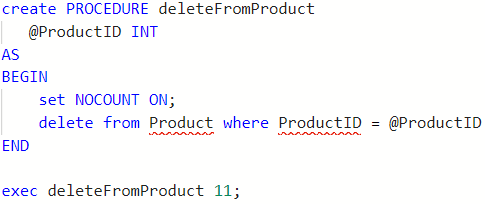 create PROCEDURE deleteFromProduct
@ProductID INT
AS
BEGIN
set NOCOUNT ON;
delete from Product where ProductID = @ProductID
END
exec deleteFromProduct 11;